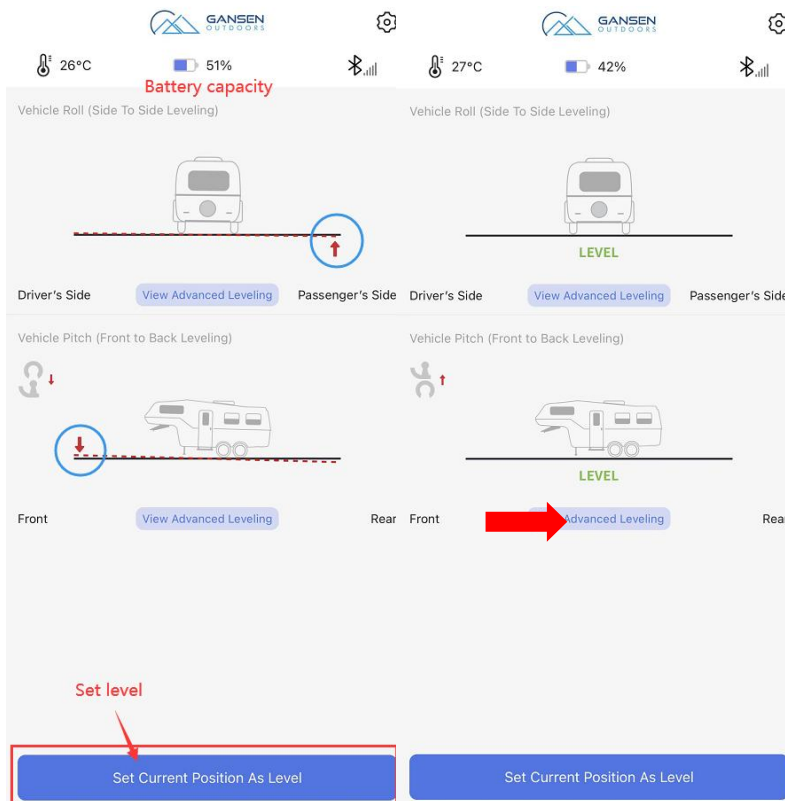 GANSEN
OUTDOORS
26°C
51%
Battery capacity
Vehicle Roll (Side To Side Leveling)
Driver's Side
View Advanced Leveling
Passenger's Side
Vehicle Pitch (Front to Back Leveling)
Front
View Advanced Leveling
Rear
Set level
Set Current Position As Level
GANSEN
OUTDOORS
27°C
42%
Vehicle Roll (Side To Side Leveling)
LEVEL
Driver's Side
View Advanced Leveling
Passenger's Side
Vehicle Pitch (Front to Back Leveling)
LEVEL
Front
Advanced Leveling
Rear
Set Current Position As Level